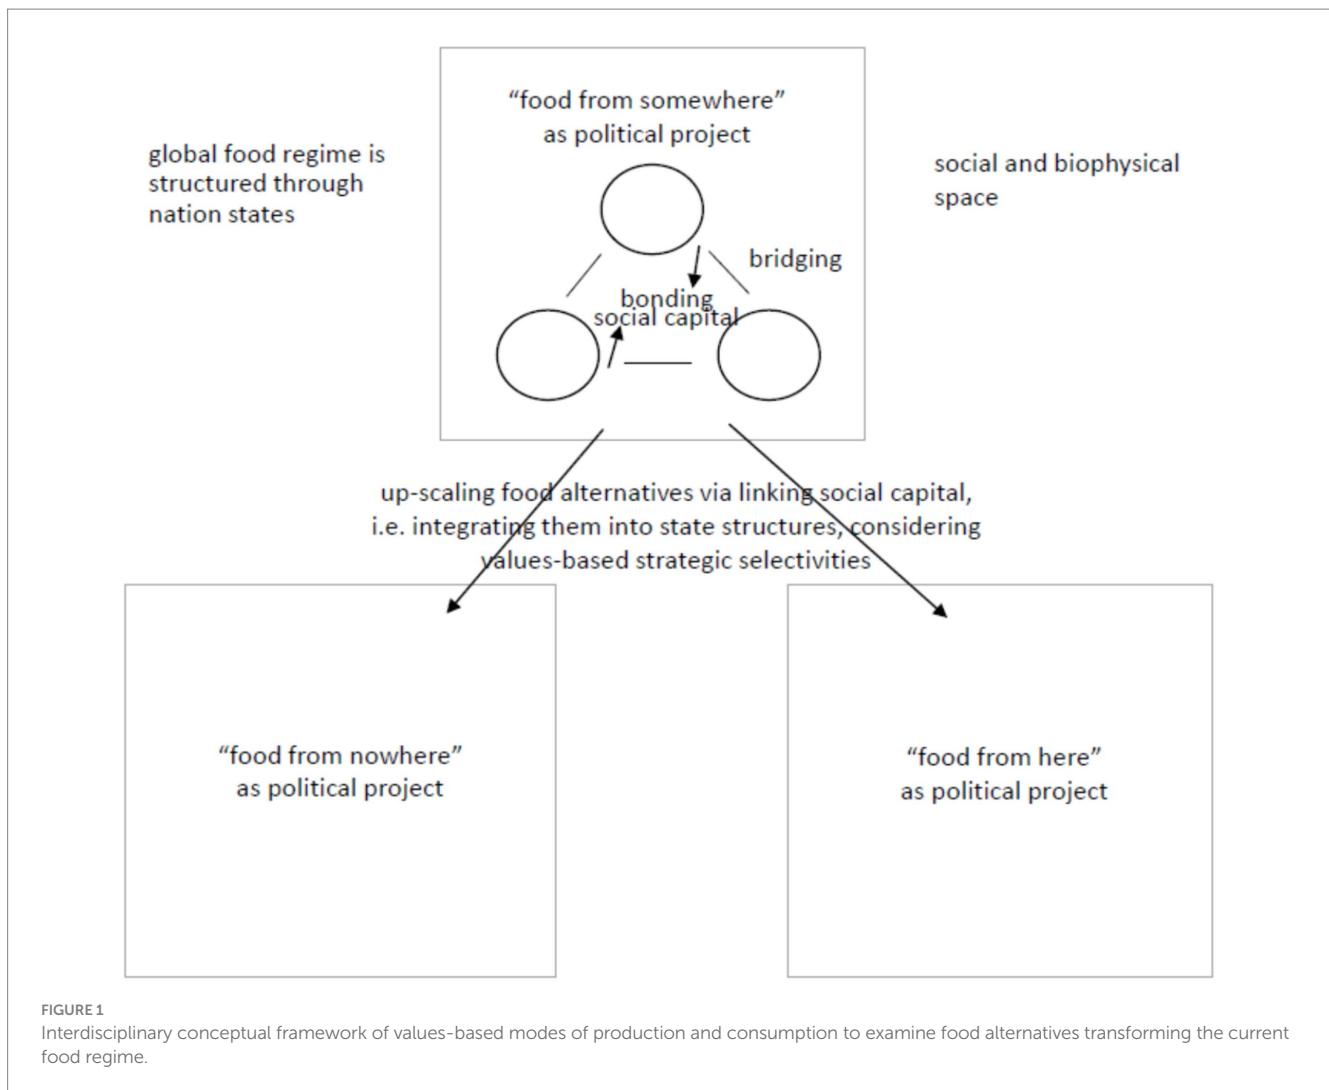 “food from somewhere”
as political project
global food regime is
structured through
nation states
social and biophysical
space
bridging
bonding
social capital
up-scaling food alternatives via linking social capital,
i.e. integrating them into state structures, considering
values-based strategic selectivities
“food from nowhere”
as political project
“food from here”
as political project
FIGURE 1
Interdisciplinary conceptual framework of values-based modes of production and consumption to examine food alternatives transforming the current
food regime.